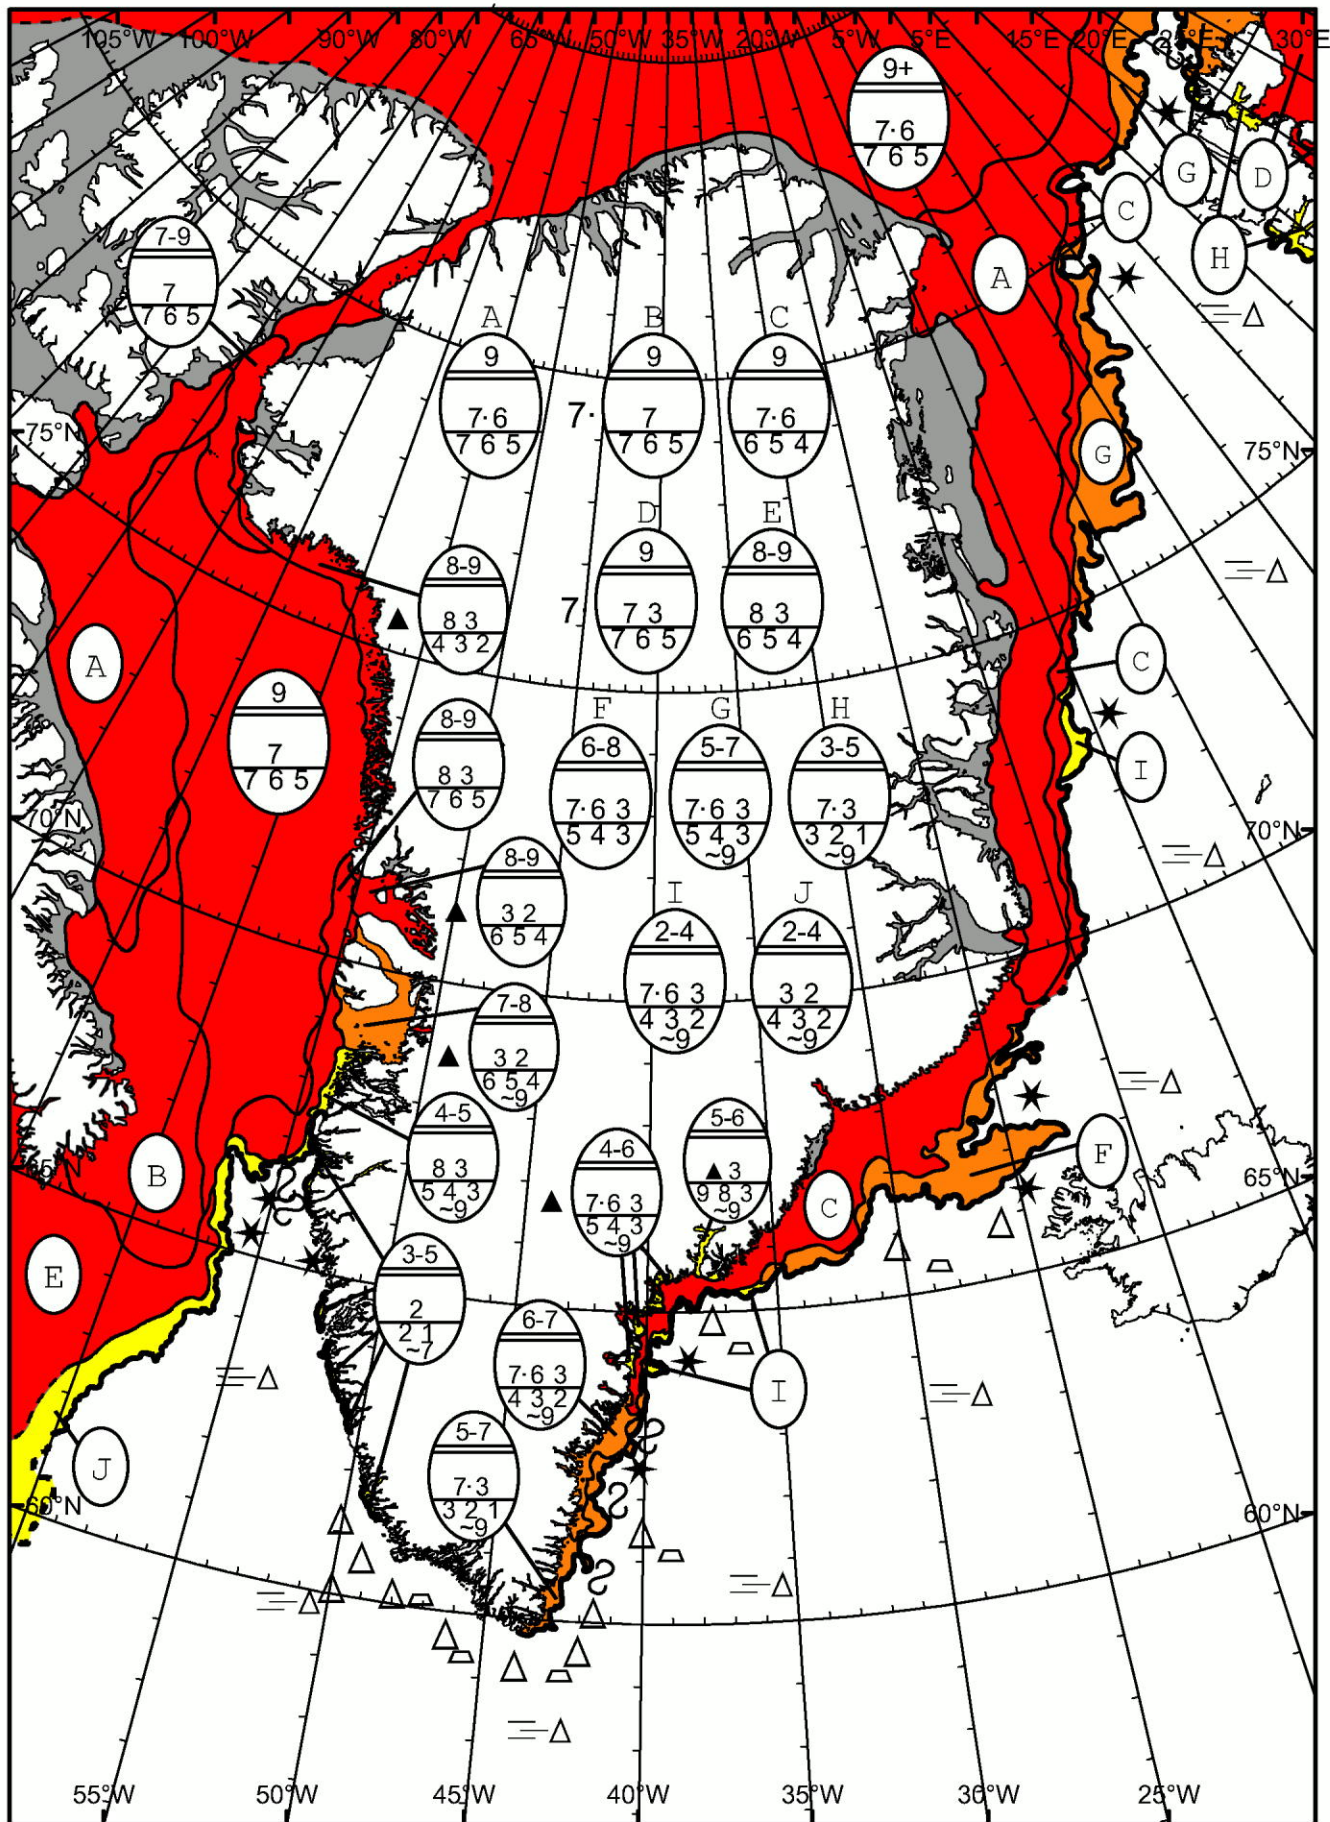 105°W 100°W 90°W 80°W 65°W 50°W 35°W 20°W 5°W 5°E 15°E 20°E 25°E 30°E
9+
7·6
7 6 5
G
D
C
H
A
7-9
7
7 6 5
A B C
9
7·6
7 6 5
7·
9
7
7 6 5
9
7·6
6 5 4
75°N
75°N
G
D E
7·
9
7 3
7 6 5
8-9
8 3
6 5 4
8-9
8 3
4 3 2
A
C
9
7
7 6 5
8-9
8 3
7 6 5
F G H
6-8
7·6 3
5 4 3
5-7
7·6 3
5 4 3
~9
3-5
7·3
3 2 1
~9
I
70°N
70°N
8-9
3 2
6 5 4
I J
2-4
7·6 3
4 3 2
~9
2-4
3 2
4 3 2
~9
7-8
3 2
6 5 4
~9
4-5
8 3
5 4 3
~9
4-6
7·6 3
5 4 3
~9
5-6
3
9 8 3
~9
F
C
B
65°N
65°N
E
3-5
2
2 1
~7
6-7
7·6 3
4 3 2
~9
I
5-7
7·3
3 2 1
~9
J
60°N
60°N
55°W 50°W 45°W 40°W 35°W 30°W 25°W